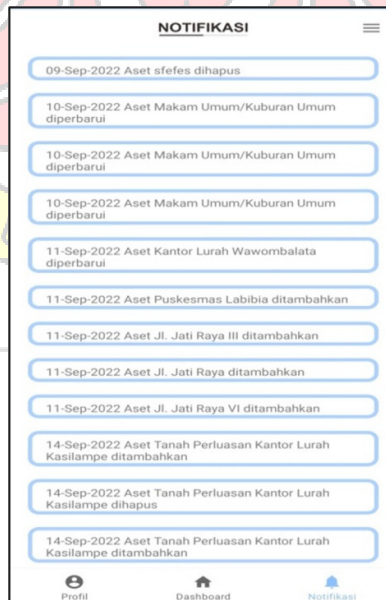 NOTIFIKASI
09-Sep-2022 Aset sfefes dihapus
10-Sep-2022 Aset Makam Umum/Kuburan Umum
diperbarui
10-Sep-2022 Aset Makam Umum/Kuburan Umum
diperbarui
10-Sep-2022 Aset Makam Umum/Kuburan Umum
diperbarui
11-Sep-2022 Aset Kantor Lurah Wawombalata
diperbarui
11-Sep-2022 Aset Puskesmas Labibia ditambahkan
11-Sep-2022 Aset Jl. Jati Raya III ditambahkan
11-Sep-2022 Aset Jl. Jati Raya ditambahkan
11-Sep-2022 Aset Jl. Jati Raya VI ditambahkan
14-Sep-2022 Aset Tanah Perluasan Kantor Lurah
Kasilampe ditambahkan
14-Sep-2022 Aset Tanah Perluasan Kantor Lurah
Kasilampe dihapus
14-Sep-2022 Aset Tanah Perluasan Kantor Lurah
Kasilampe ditambahkan
Profil Dashboard Notifikasi